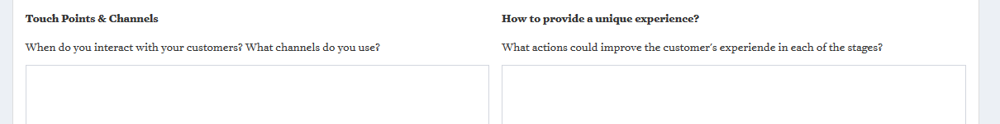 Touch Points & Channels
When do you interact with your customers? What channels do you use?
How to provide a unique experience?
What actions could improve the customer's experiende in each of the stages?